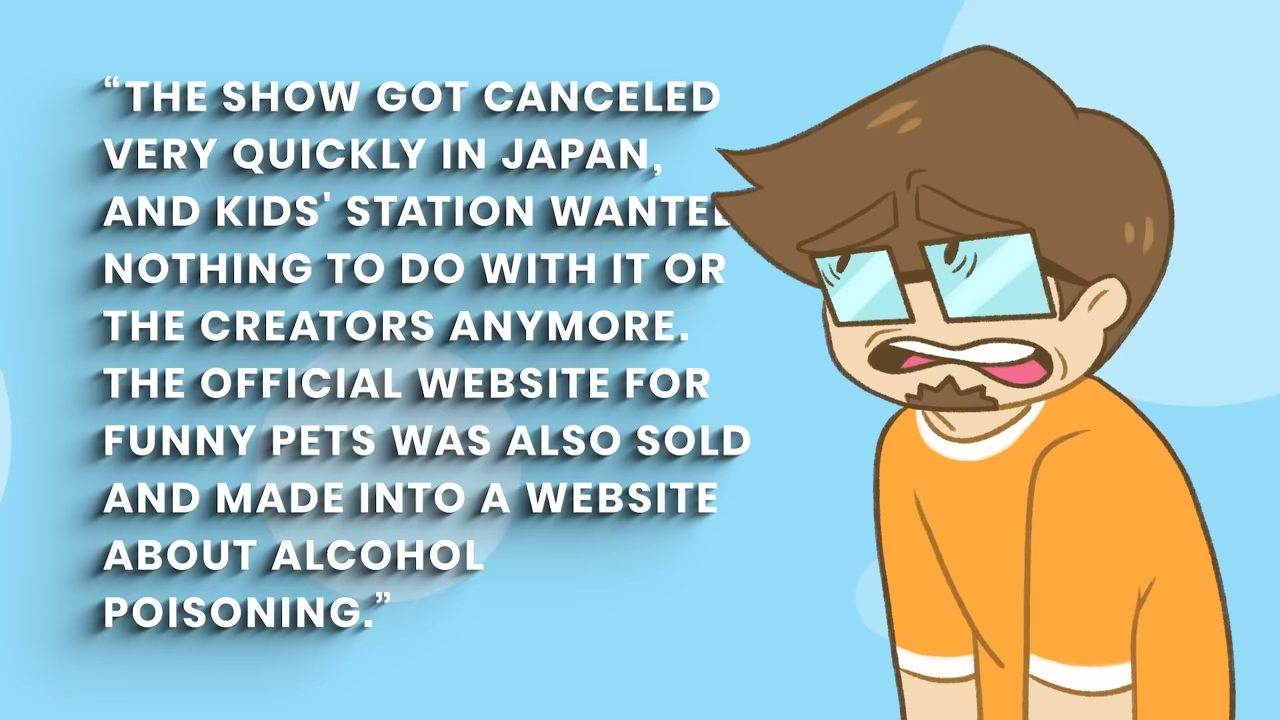 “THE SHOW GOT CANCELED
VERY QUICKLY IN JAPAN,
AND KIDS' STATION WANTED
NOTHING TO DO WITH IT OR
THE CREATORS ANYMORE.
THE OFFICIAL WEBSITE FOR
FUNNY PETS WAS ALSO SOLD
AND MADE INTO A WEBSITE
ABOUT ALCOHOL
POISONING.”